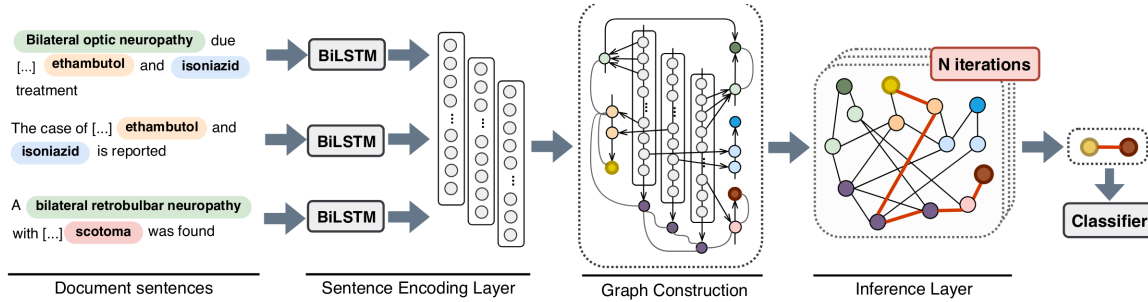 Bilateral optic neuropathy due
[...] ethambutol and isoniazid
treatment
The case of [...] ethambutol and
isoniazid is reported
A bilateral retrobulbar neuropathy
with [...] scotoma was found
BiLSTM
BiLSTM
BiLSTM
N iterations
Classifier
Document sentences
Sentence Encoding Layer
Graph Construction
Inference Layer